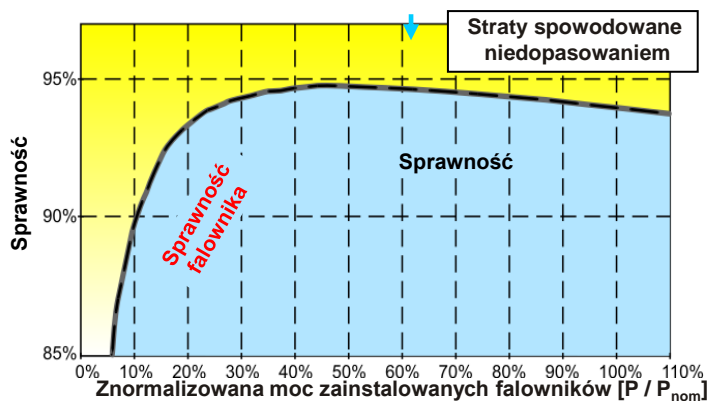 Straty spowodowane
niedopasowaniem
95%
Sprawność
Sprawność
Sprawność
falownika
90%
85%
0% 10% 20% 30% 40% 50% 60% 70% 80% 90% 100% 110%
Znormalizowana moc zainstalowanych falowników [P / Pnom]